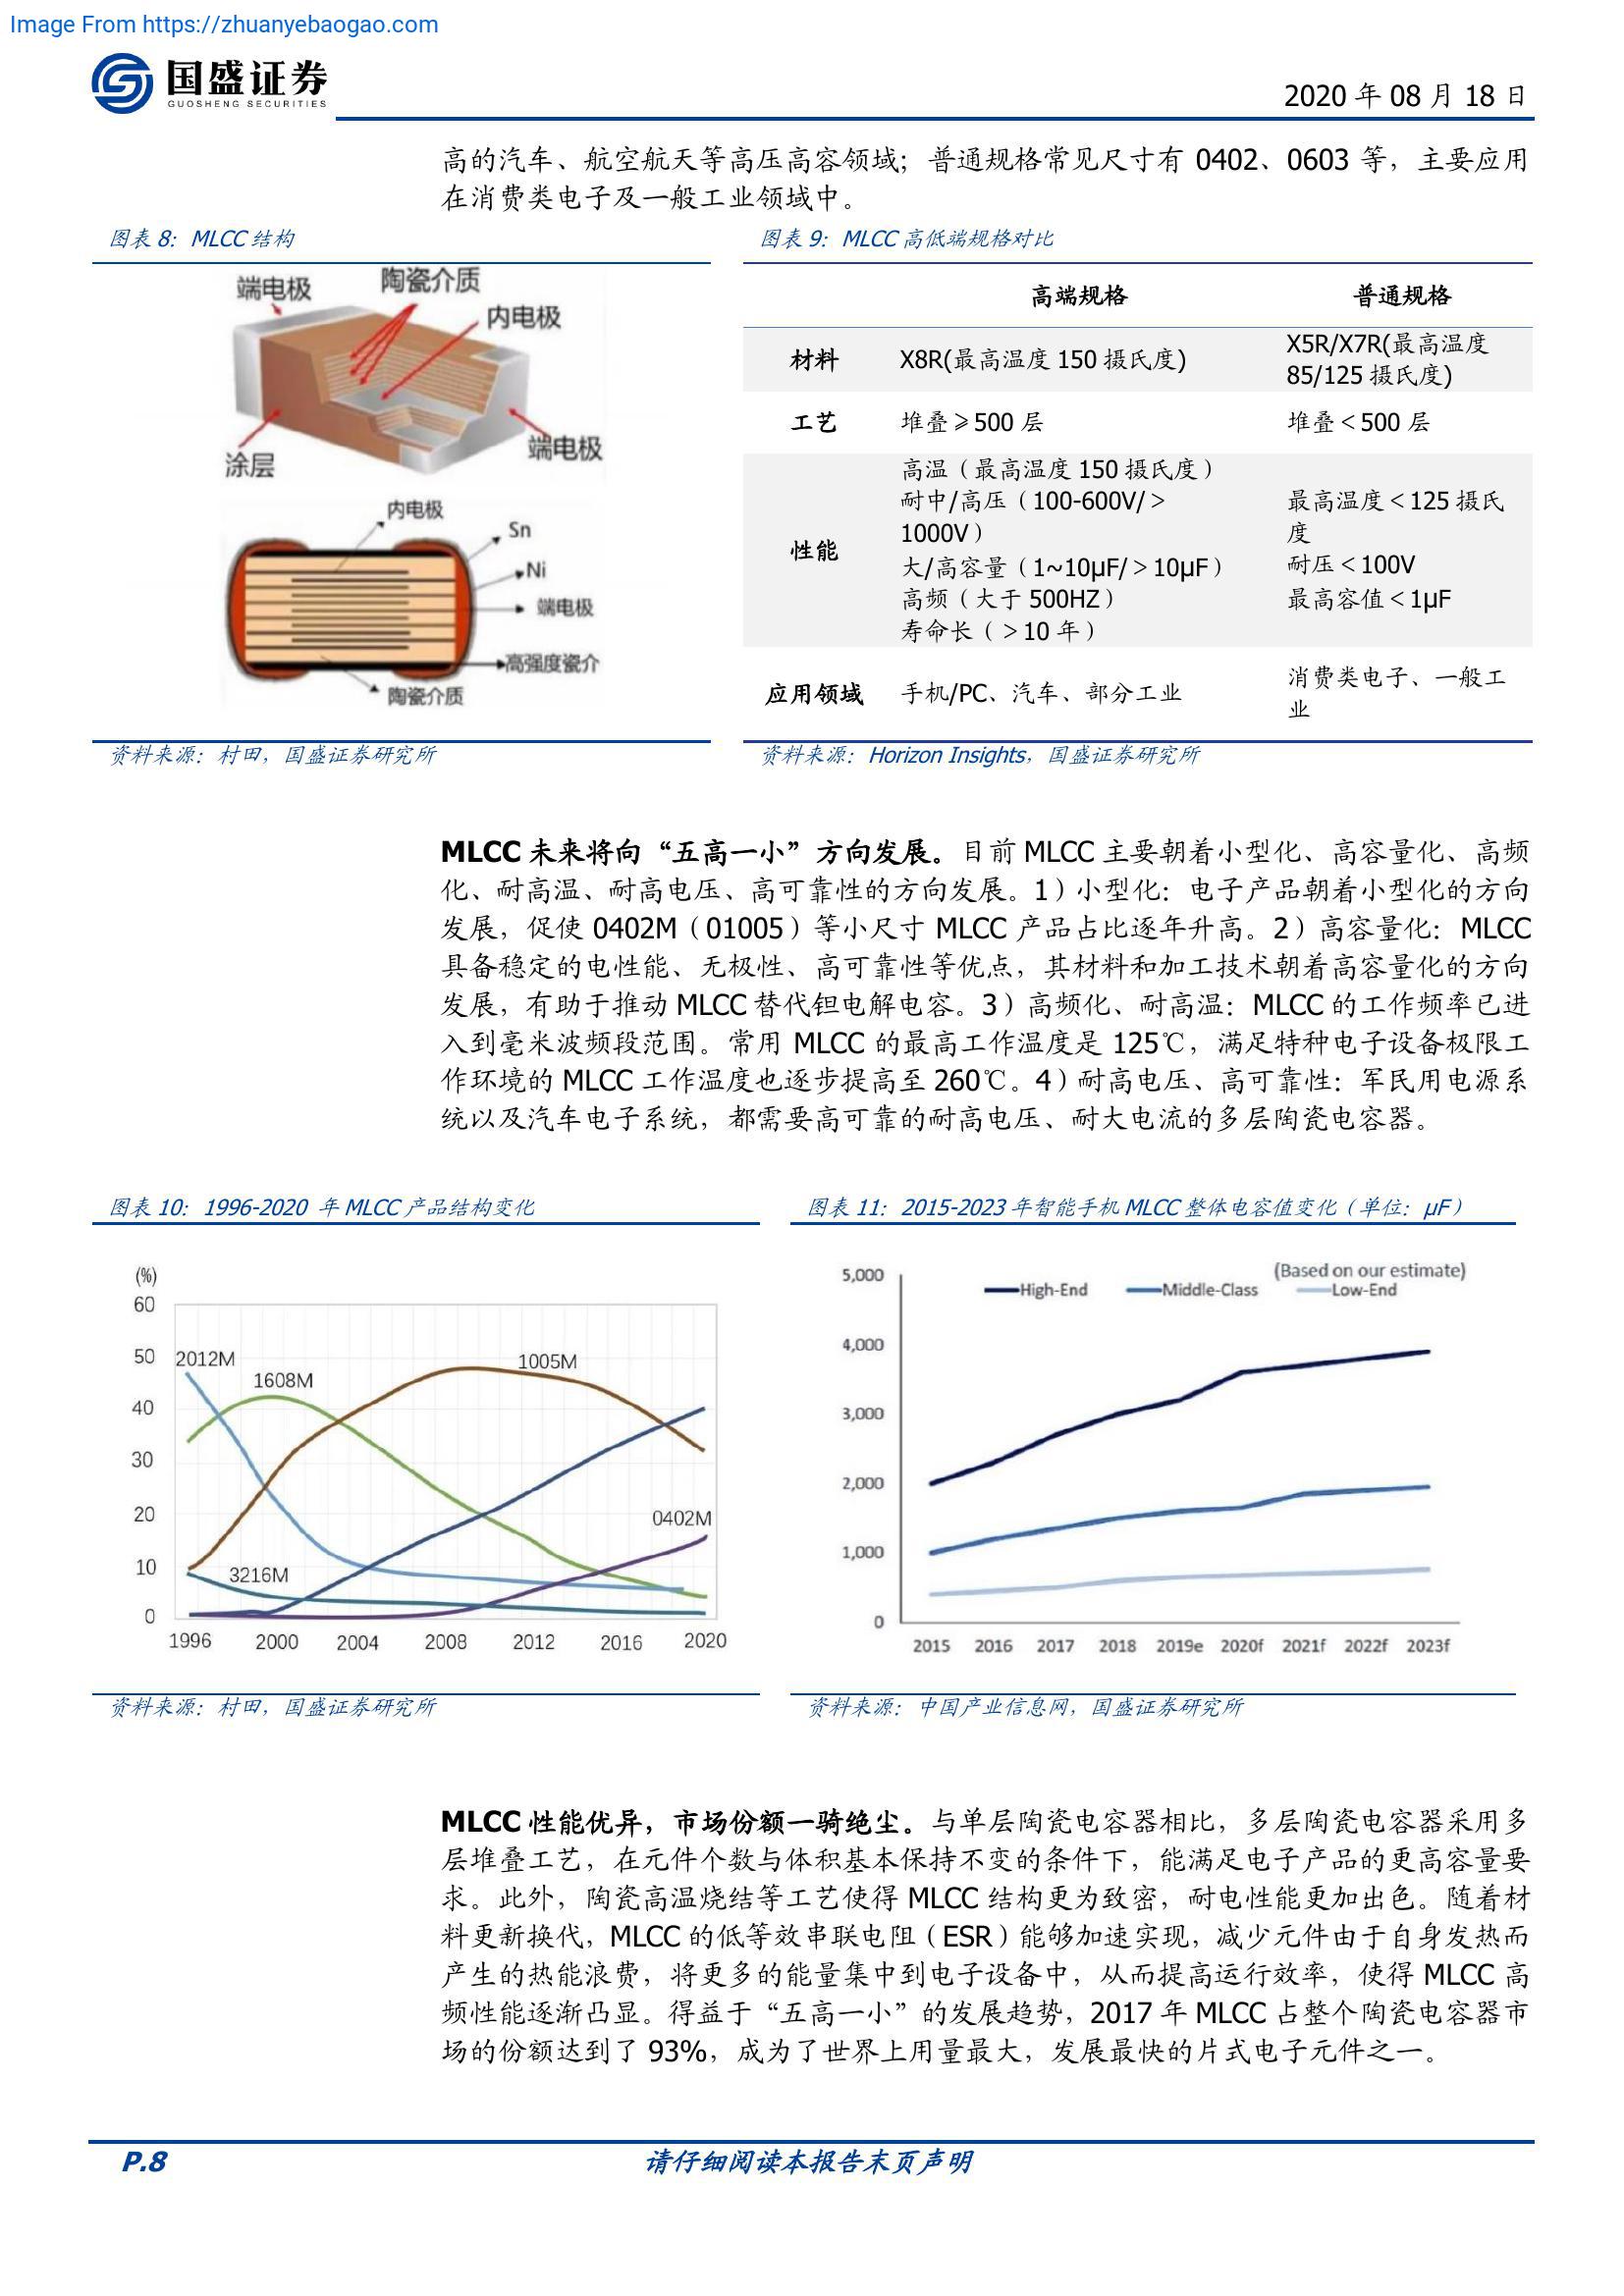 Image From https://zhuanyebaogao.com
国盛证券
GUOSHENG SECURITIES
2020 年 08 月 18 日
高的汽车、航空航天等高压高容领域；普通规格常见尺寸有 0402、0603 等，主要应用
在消费类电子及一般工业领域中。
图表 8：MLCC 结构
端电极
陶瓷介质
内电极
涂层
端电极
内电极
Sn
Ni
端电极
高强度瓷介
陶瓷介质
资料来源：村田，国盛证券研究所
图表 9：MLCC 高低端规格对比
高端规格 普通规格
材料 X8R(最高温度 150 摄氏度) X5R/X7R(最高温度
85/125 摄氏度)
工艺 堆叠≥500 层 堆叠＜500 层
性能
高温（最高温度 150 摄氏度）
耐中/高压（100-600V/＞
1000V）
大/高容量（1~10μF/＞10μF）
高频（大于 500HZ）
寿命长（＞10 年）
最高温度＜125 摄氏
度
耐压＜100V
最高容值＜1μF
应用领域 手机/PC、汽车、部分工业 消费类电子、一般工
业
资料来源：Horizon Insights，国盛证券研究所
MLCC 未来将向“五高一小”方向发展。目前 MLCC 主要朝着小型化、高容量化、高频
化、耐高温、耐高电压、高可靠性的方向发展。1）小型化：电子产品朝着小型化的方向
发展，促使 0402M（01005）等小尺寸 MLCC 产品占比逐年升高。2）高容量化：MLCC
具备稳定的电性能、无极性、高可靠性等优点，其材料和加工技术朝着高容量化的方向
发展，有助于推动 MLCC 替代钽电解电容。3）高频化、耐高温：MLCC 的工作频率已进
入到毫米波频段范围。常用 MLCC 的最高工作温度是 125℃，满足特种电子设备极限工
作环境的 MLCC 工作温度也逐步提高至 260℃。4）耐高电压、高可靠性：军民用电源系
统以及汽车电子系统，都需要高可靠的耐高电压、耐大电流的多层陶瓷电容器。
图表 10：1996-2020 年 MLCC 产品结构变化
(%)
60
50
40
30
20
10
0
2012M
1608M
1005M
0402M
3216M
1996 2000 2004 2008 2012 2016 2020
资料来源：村田，国盛证券研究所
图表 11：2015-2023 年智能手机 MLCC 整体电容值变化（单位：μF）
(Based on our estimate)
High-End Middle-Class Low-End
5,000
4,000
3,000
2,000
1,000
0
2015 2016 2017 2018 2019e 2020f 2021f 2022f 2023f
资料来源：中国产业信息网，国盛证券研究所
MLCC 性能优异，市场份额一骑绝尘。与单层陶瓷电容器相比，多层陶瓷电容器采用多
层堆叠工艺，在元件个数与体积基本保持不变的条件下，能满足电子产品的更高容量要
求。此外，陶瓷高温烧结等工艺使得 MLCC 结构更为致密，耐电性能更加出色。随着材
料更新换代，MLCC 的低等效串联电阻（ESR）能够加速实现，减少元件由于自身发热而
产生的热能浪费，将更多的能量集中到电子设备中，从而提高运行效率，使得 MLCC 高
频性能逐渐凸显。得益于“五高一小”的发展趋势，2017 年 MLCC 占整个陶瓷电容器市
场的份额达到了 93%，成为了世界上用量最大，发展最快的片式电子元件之一。
P.8
请仔细阅读本报告末页声明